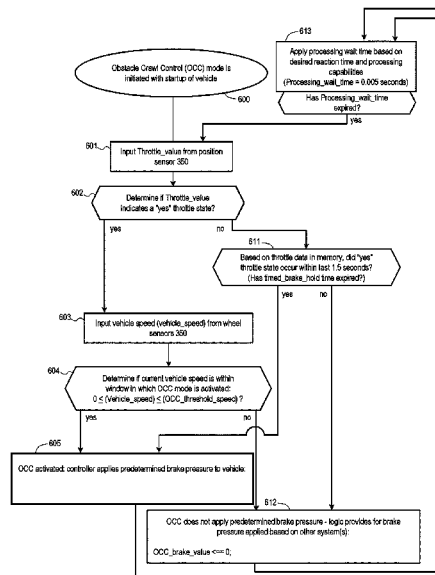 613
Apply processing wait time based on
desired reaction time and processing
capabilities
(Processing_wait_time = 0.005 seconds)
Has Processing_wait_time
expired?
yes
Obstacle Crawl Control (OCC) mode is
initiated with startup of vehicle
600
601
Input Throttle_value from position
sensor 350
602
Determine if Throttle_value
indicates a "yes" throttle state?
yes
no
611
Based on throttle data in memory, did "yes"
throttle state occur within last 1.5 seconds?
(Has timed_brake_hold time expired?)
yes
no
603
Input vehicle speed (vehicle_speed) from wheel
sensors 350
604
Determine if current vehicle speed is within
window in which OCC mode is activated:
0 ≤ (Vehicle_speed) ≤ (OCC_threshold_speed) ?
yes
no
605
OCC activated: controller applies predetermined brake pressure to vehicle:
612
OCC does not apply predetermined brake pressure - logic provides for brake
pressure applied based on other system(s):
OCC_brake_value <== 0;